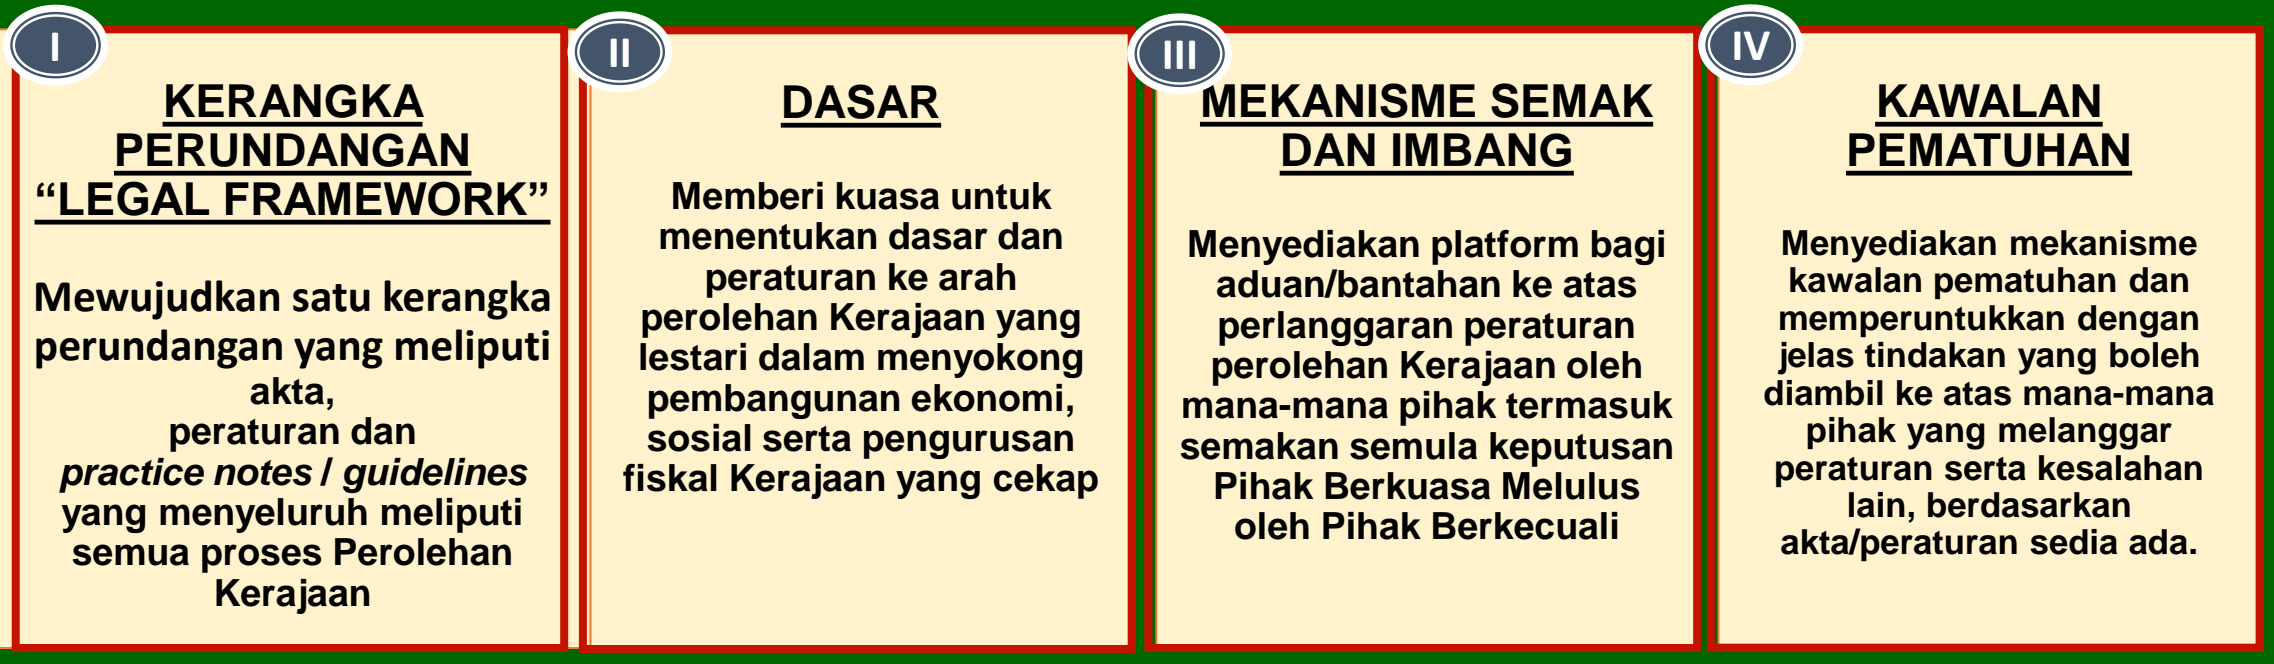 I
KERANGKA
PERUNDANGAN
“LEGAL FRAMEWORK”
Mewujudkan satu kerangka
perundangan yang meliputi
akta,
peraturan dan
practice notes / guidelines
yang menyeluruh meliputi
semua proses Perolehan
Kerajaan
II
DASAR
Memberi kuasa untuk
menentukan dasar dan
peraturan ke arah
perolehan Kerajaan yang
lestari dalam menyokong
pembangunan ekonomi,
sosial serta pengurusan
fiskal Kerajaan yang cekap
III
MEKANISME SEMAK
DAN IMBANG
Menyediakan platform bagi
aduan/bantahan ke atas
perlanggaran peraturan
perolehan Kerajaan oleh
mana-mana pihak termasuk
semakan semula keputusan
Pihak Berkuasa Melulus
oleh Pihak Berkecuali
IV
KAWALAN
PEMATUHAN
Menyediakan mekanisme
kawalan pematuhan dan
memperuntukkan dengan
jelas tindakan yang boleh
diambil ke atas mana-mana
pihak yang melanggar
peraturan serta kesalahan
lain, berdasarkan
akta/peraturan sedia ada.